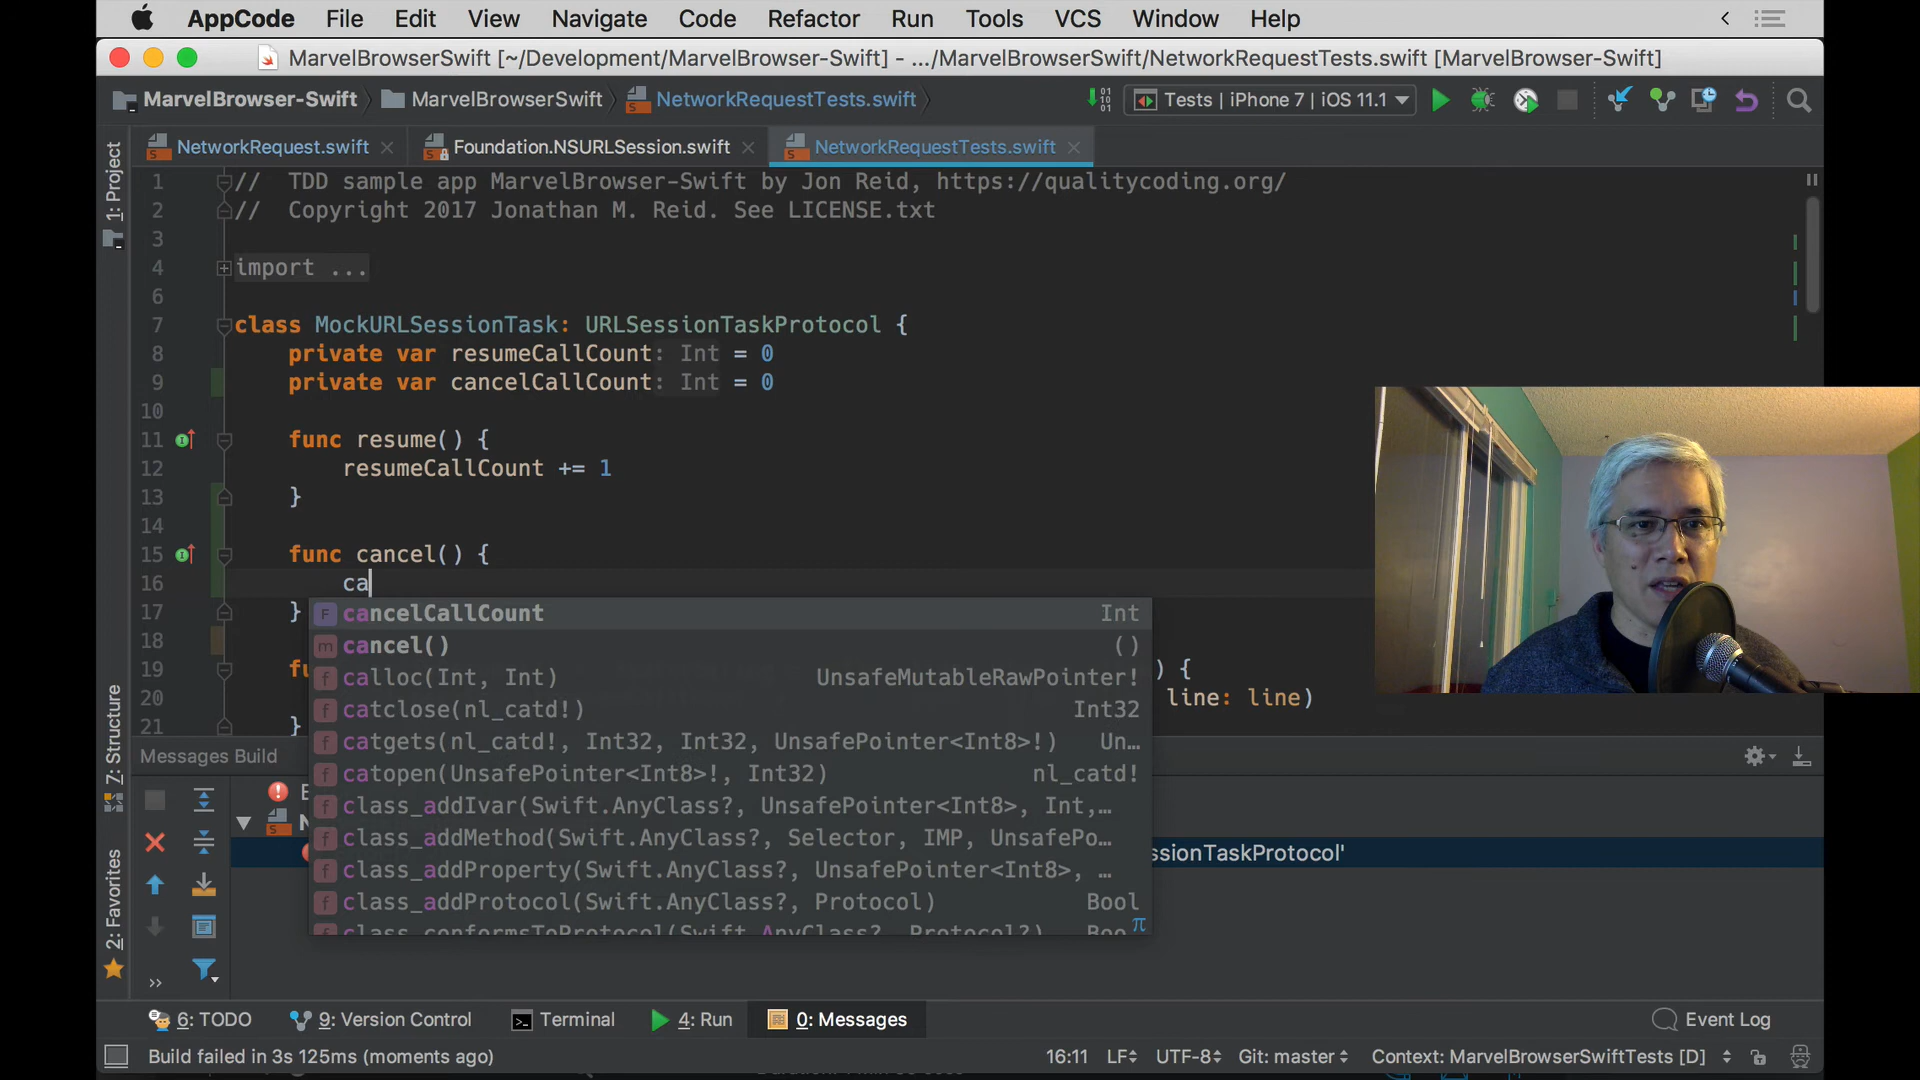 AppCode File Edit View Navigate Code Refactor Run Tools VCS Window Help
MarvelBrowserSwift [~/Development/MarvelBrowser-Swift] - .../MarvelBrowserSwift/NetworkRequestTests.swift [MarvelBrowser-Swift]
MarvelBrowser-Swift MarvelBrowserSwift NetworkRequestTests.swift Tests | iPhone 7 | iOS 11.1
NetworkRequest.swift Foundation.NSURLSession.swift NetworkRequestTests.swift
1: Project
1 // TDD sample app MarvelBrowser-Swift by Jon Reid, https://qualitycoding.org/
2 // Copyright 2017 Jonathan M. Reid. See LICENSE.txt
3
4 import ...
6
7 class MockURLSessionTask: URLSessionTaskProtocol {
8 private var resumeCallCount: Int = 0
9 private var cancelCallCount: Int = 0
10
11 func resume() {
12 resumeCallCount += 1
13 }
14
15 func cancel() {
16 ca
17 }
18
19 ) {
20 line: line)
21 }
cancelCallCount Int
cancel() ()
calloc(Int, Int) UnsafeMutableRawPointer!
catclose(nl_catd!) Int32
catgets(nl_catd!, Int32, Int32, UnsafePointer<Int8>!) Un…
catopen(UnsafePointer<Int8>!, Int32) nl_catd!
class_addIvar(Swift.AnyClass?, UnsafePointer<Int8>, Int,…
class_addMethod(Swift.AnyClass?, Selector, IMP, UnsafePo…
class_addProperty(Swift.AnyClass?, UnsafePointer<Int8>, …
class_addProtocol(Swift.AnyClass?, Protocol) Bool
class_conformsToProtocol(Swift.AnyClass?, Protocol?) Boo
π
7: Structure
2: Favorites
Messages Build
ssionTaskProtocol'
6: TODO 9: Version Control Terminal 4: Run 0: Messages Event Log
Build failed in 3s 125ms (moments ago) 16:11 LF UTF-8 Git: master Context: MarvelBrowserSwiftTests [D]